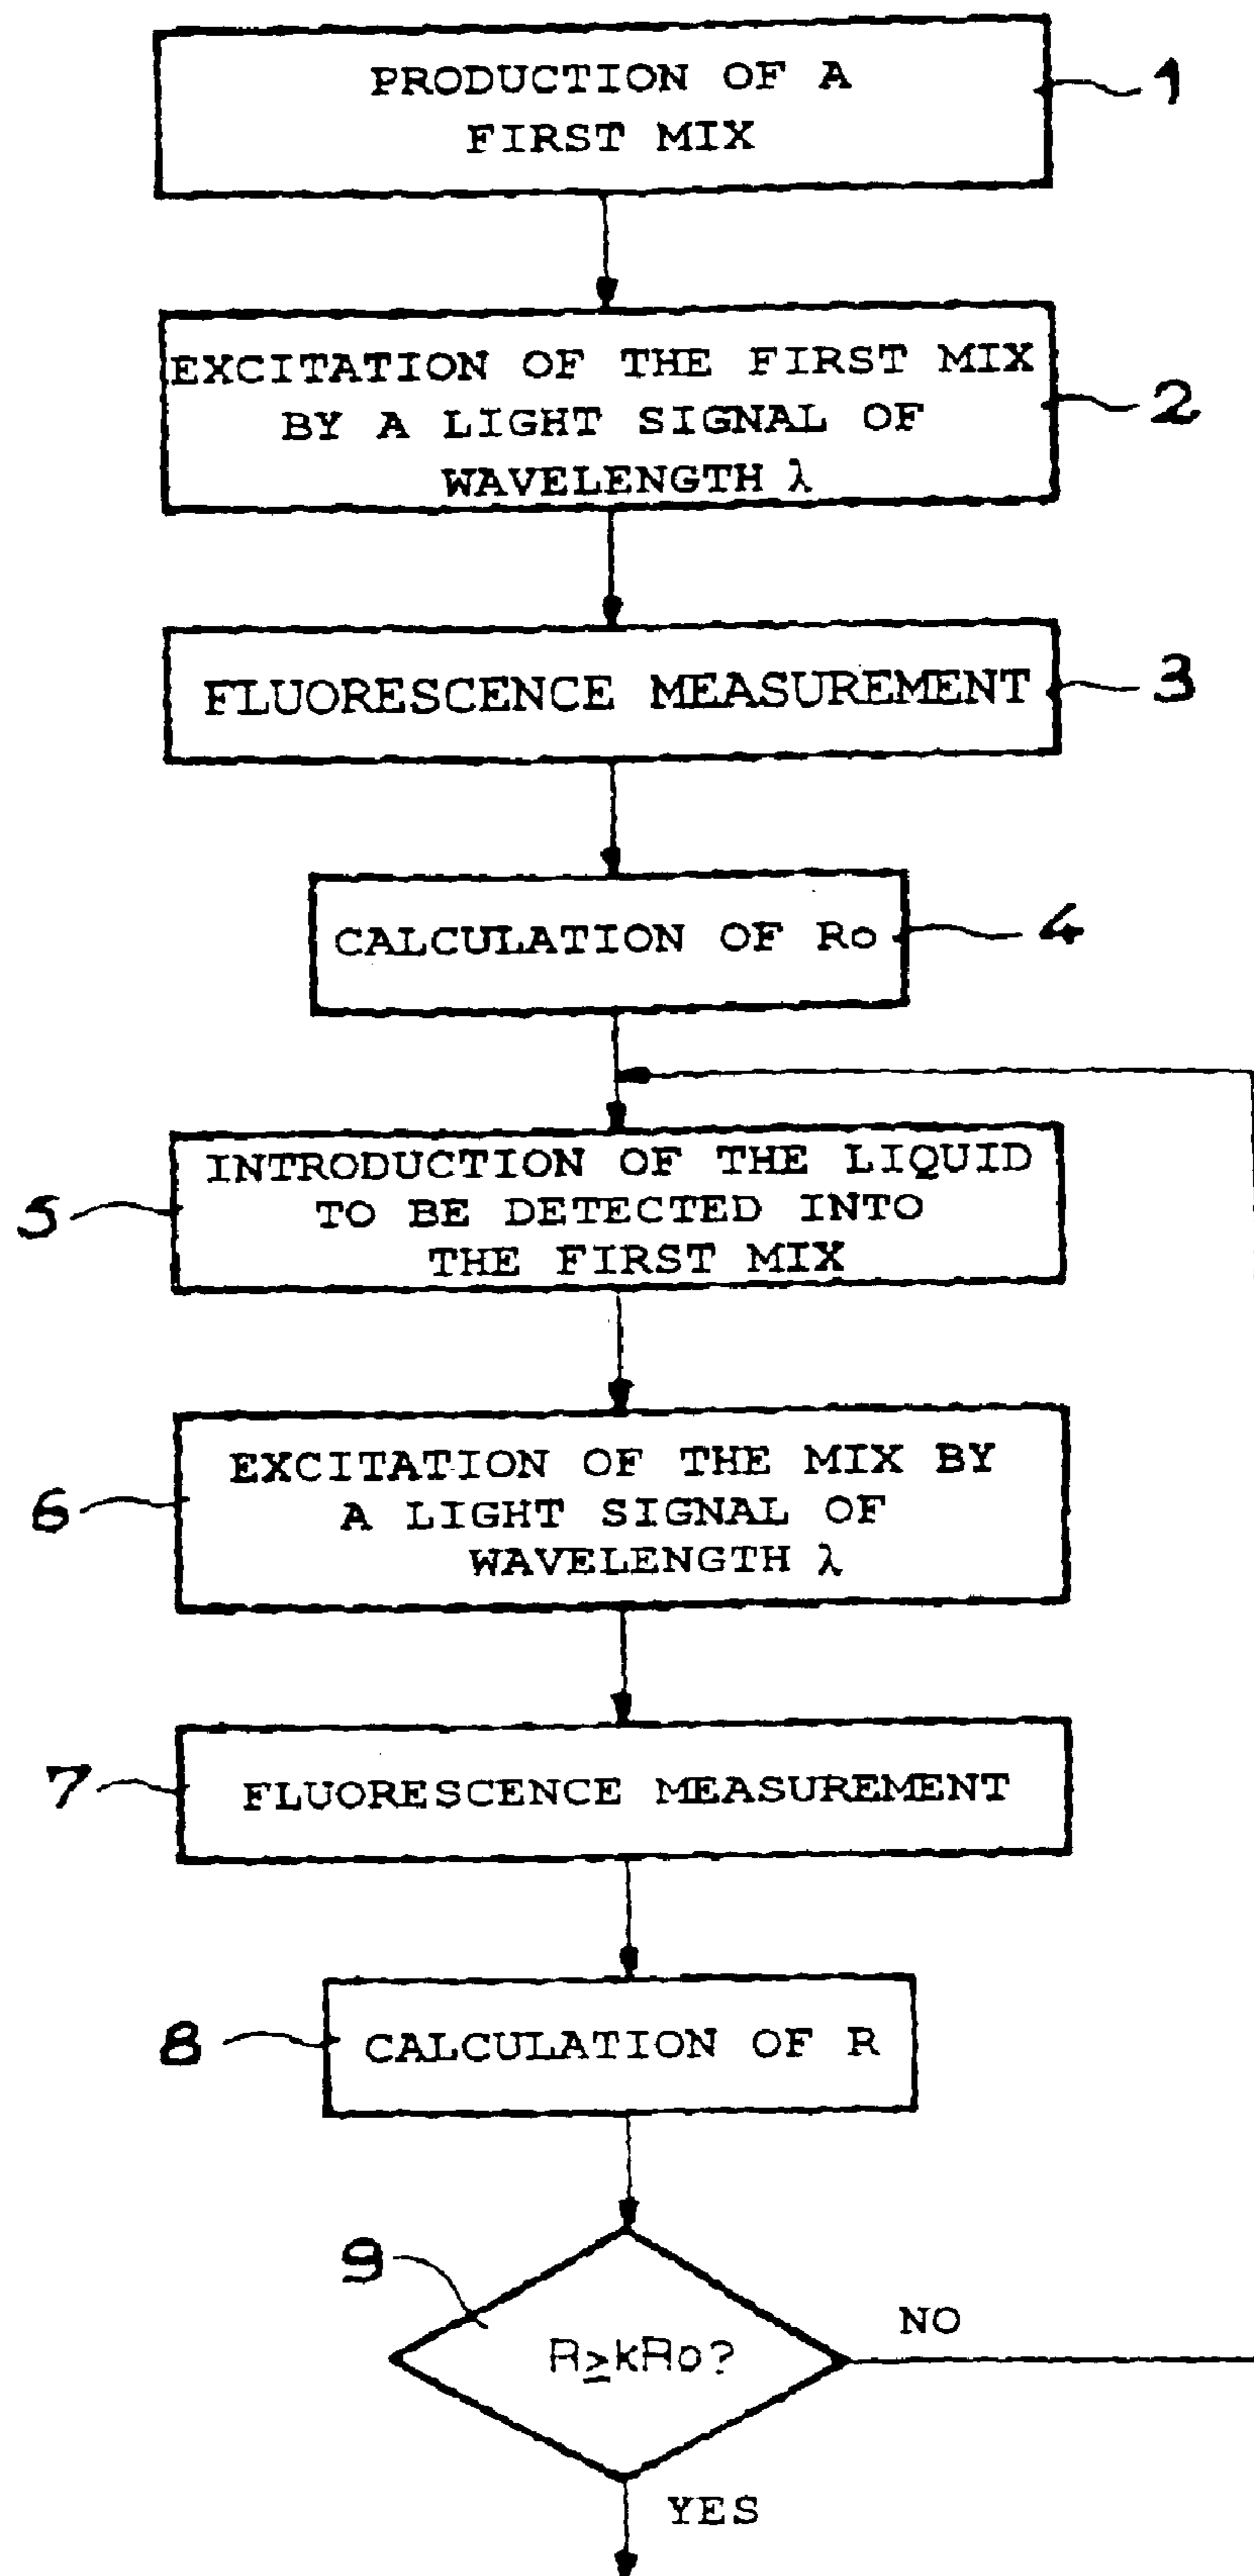 PRODUCTION OF A
FIRST MIX
1
EXCITATION OF THE FIRST MIX
BY A LIGHT SIGNAL OF
WAVELENGTH λ
2
FLUORESCENCE MEASUREMENT
3
CALCULATION OF Ro
4
INTRODUCTION OF THE LIQUID
TO BE DETECTED INTO
THE FIRST MIX
5
EXCITATION OF THE MIX BY
A LIGHT SIGNAL OF
WAVELENGTH λ
6
7
FLUORESCENCE MEASUREMENT
8
CALCULATION OF R
9
R≥kRo?
NO
YES